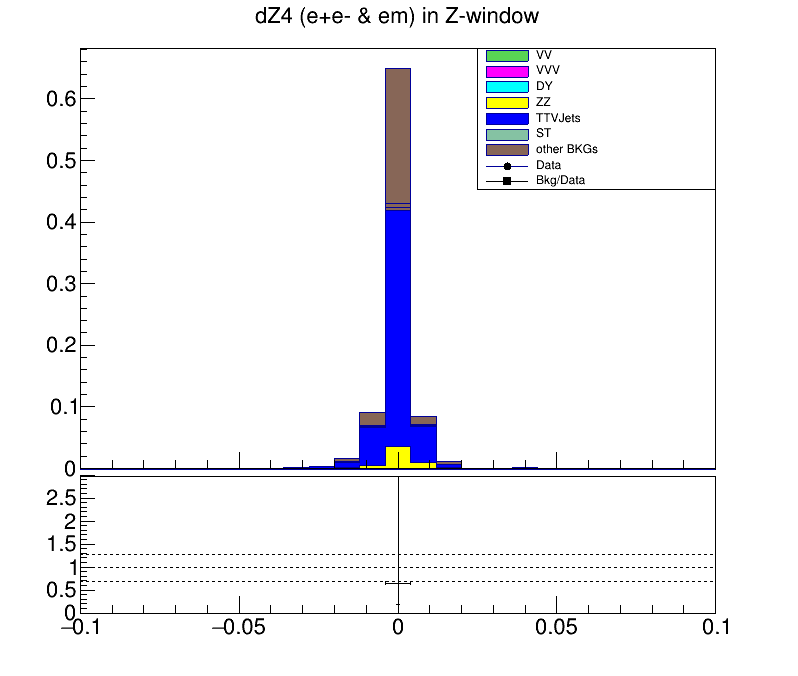 dZ4 (e+e- & em) in Z-window
VV
VVV
DY
ZZ
TTVJets
ST
other BKGs
Data
Bkg/Data
0.6
0.5
0.4
0.3
0.2
0.1
0
2.5
2
1.5
1
0.5
0
−0.1 −0.05 0 0.05 0.1